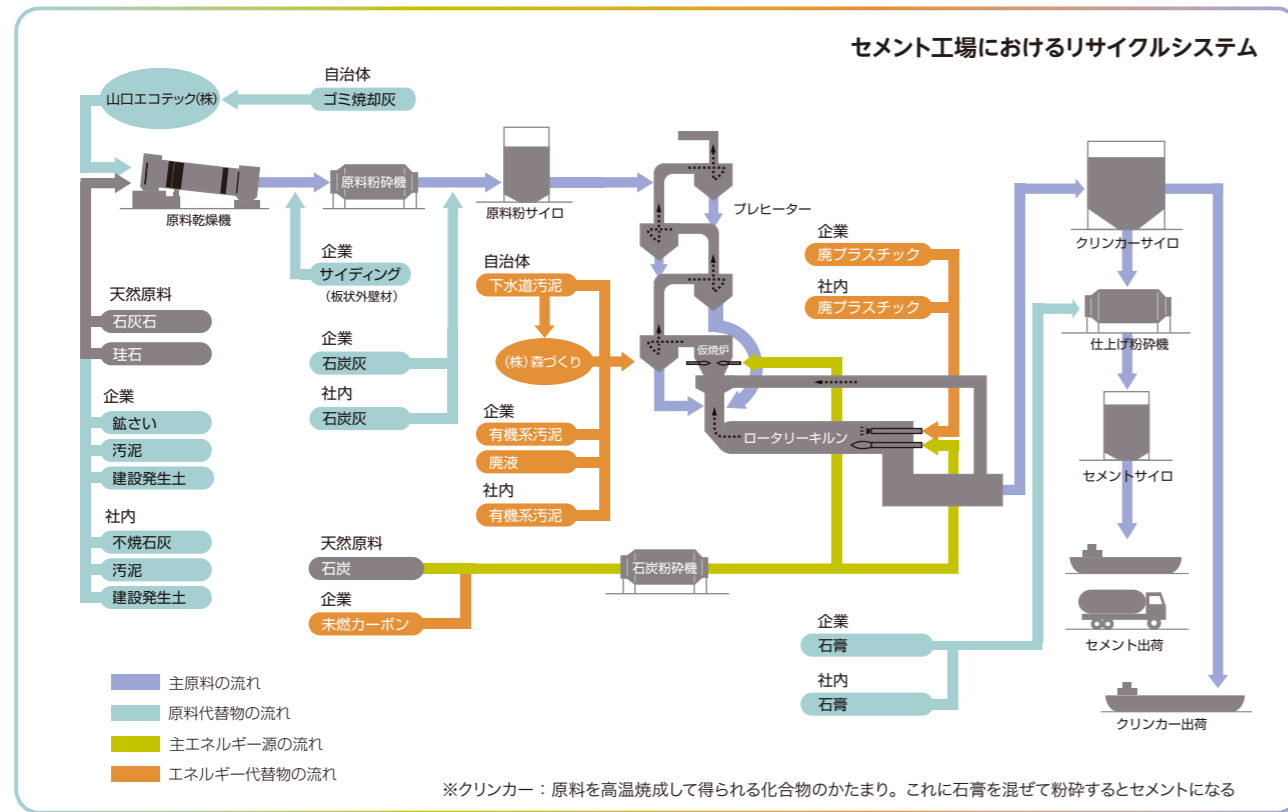 セメント工場におけるリサイクルシステム
山口エコテック(株)
自治体
ゴミ焼却灰
原料乾燥機
原料粉砕機
原料粉サイロ
プレヒーター
企業
サイディング
(板状外壁材)
天然原料
石灰石
珪石
企業
鉱さい
汚泥
建設発生土
社内
不焼石灰
汚泥
建設発生土
企業
石炭灰
社内
石炭灰
自治体
下水道汚泥
(株)森づくり
企業
有機系汚泥
廃液
社内
有機系汚泥
天然原料
石炭
企業
未燃カーボン
石炭粉砕機
仮焼炉
ロータリーキルン
企業
廃プラスチック
社内
廃プラスチック
クリンカーサイロ
仕上げ粉砕機
セメントサイロ
セメント出荷
クリンカー出荷
企業
石膏
社内
石膏
主原料の流れ
原料代替物の流れ
主エネルギー源の流れ
エネルギー代替物の流れ
※クリンカー：原料を高温焼成して得られる化合物のかたまり。これに石膏を混ぜて粉砕するとセメントになる